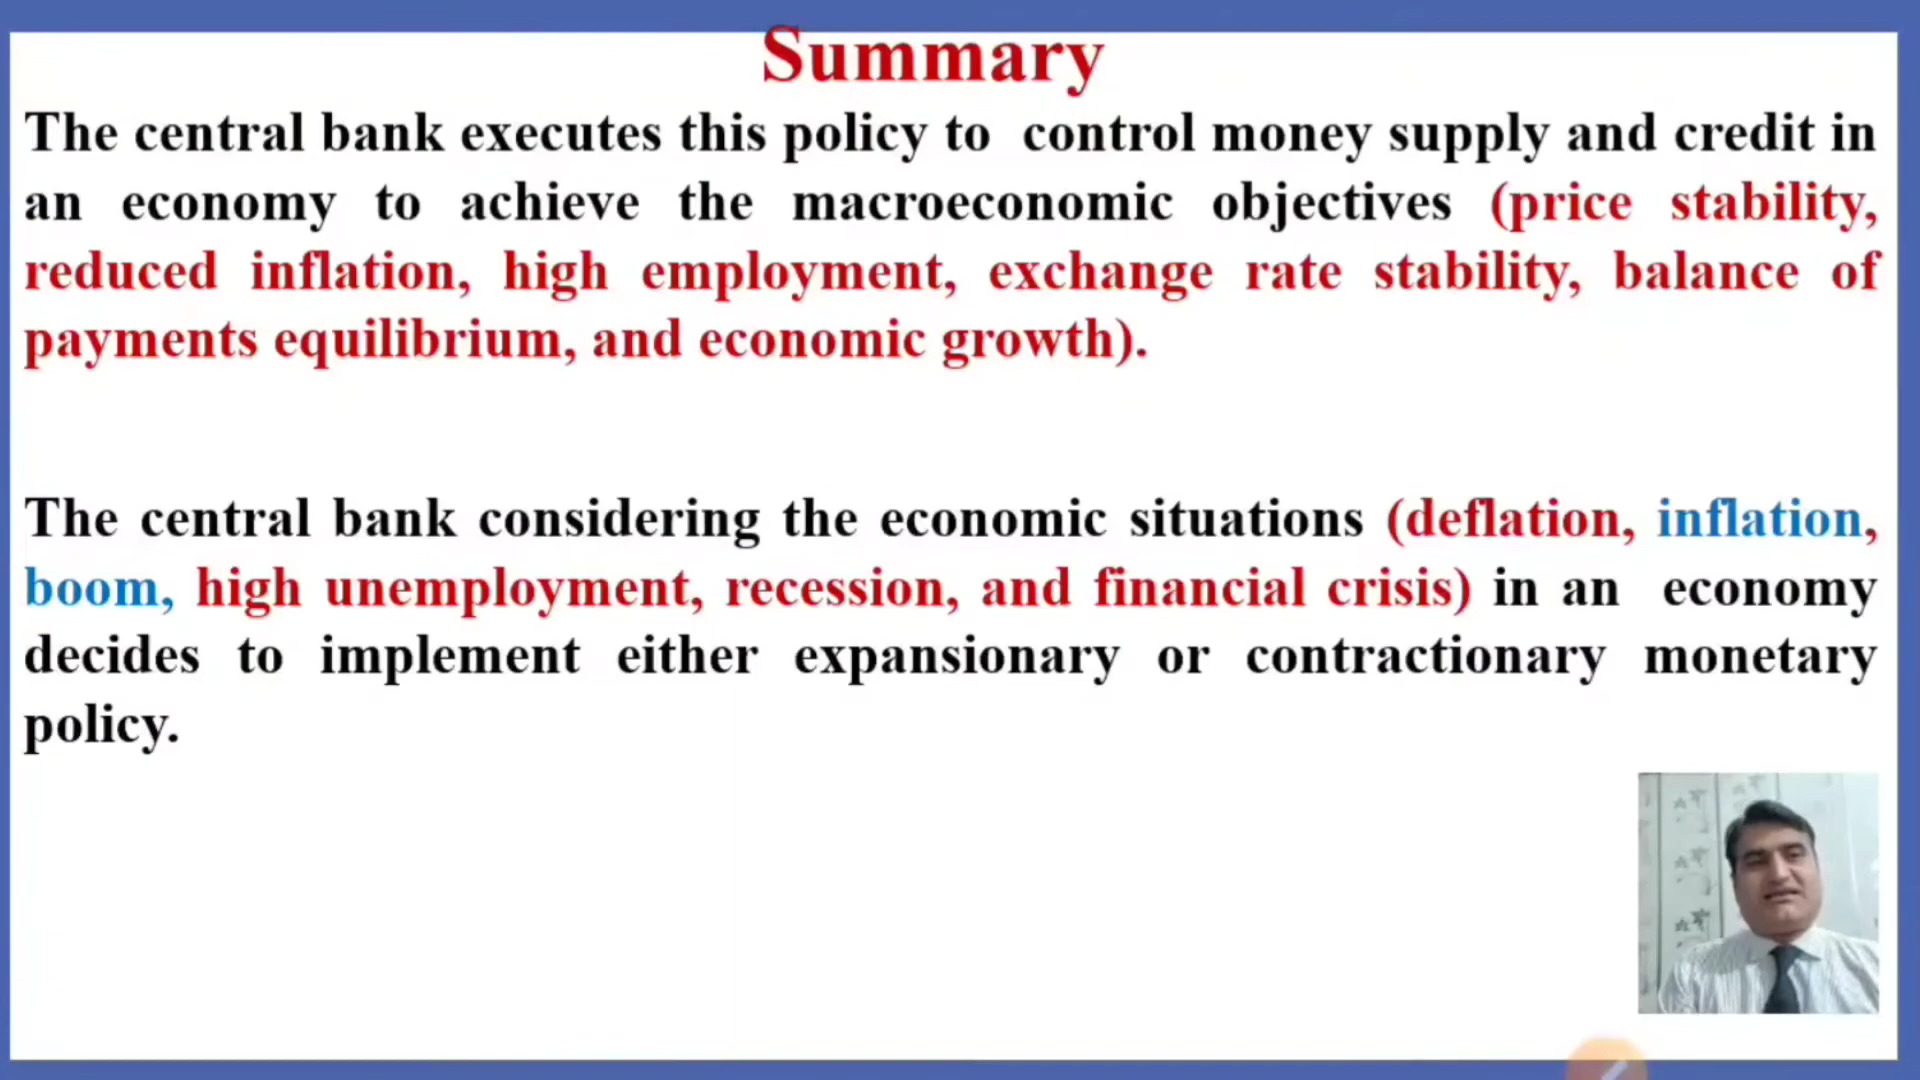 Summary
The central bank executes this policy to control money supply and credit in
an economy to achieve the macroeconomic objectives (price stability,
reduced inflation, high employment, exchange rate stability, balance of
payments equilibrium, and economic growth).
The central bank considering the economic situations (deflation, inflation,
boom, high unemployment, recession, and financial crisis) in an economy
decides to implement either expansionary or contractionary monetary
policy.